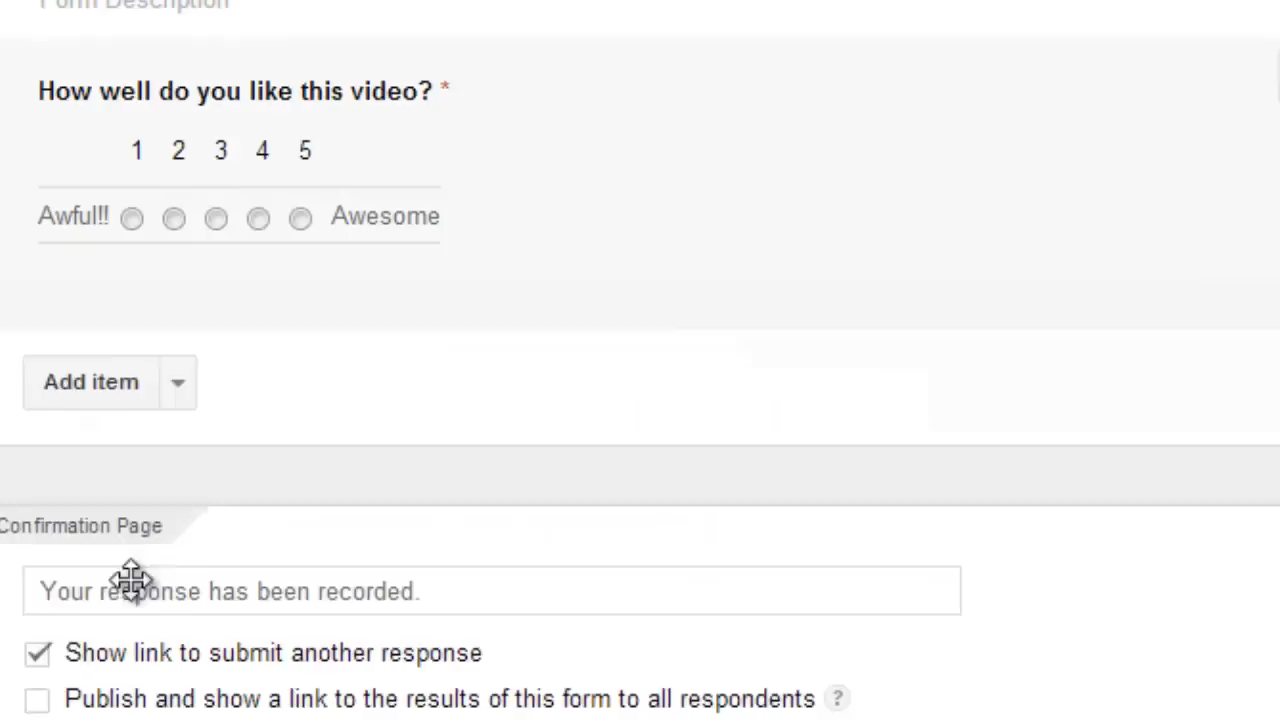 Form Description
How well do you like this video? *
1 2 3 4 5
Awful!! Awesome
Add item
Confirmation Page
Your response has been recorded.
Show link to submit another response
Publish and show a link to the results of this form to all respondents ?